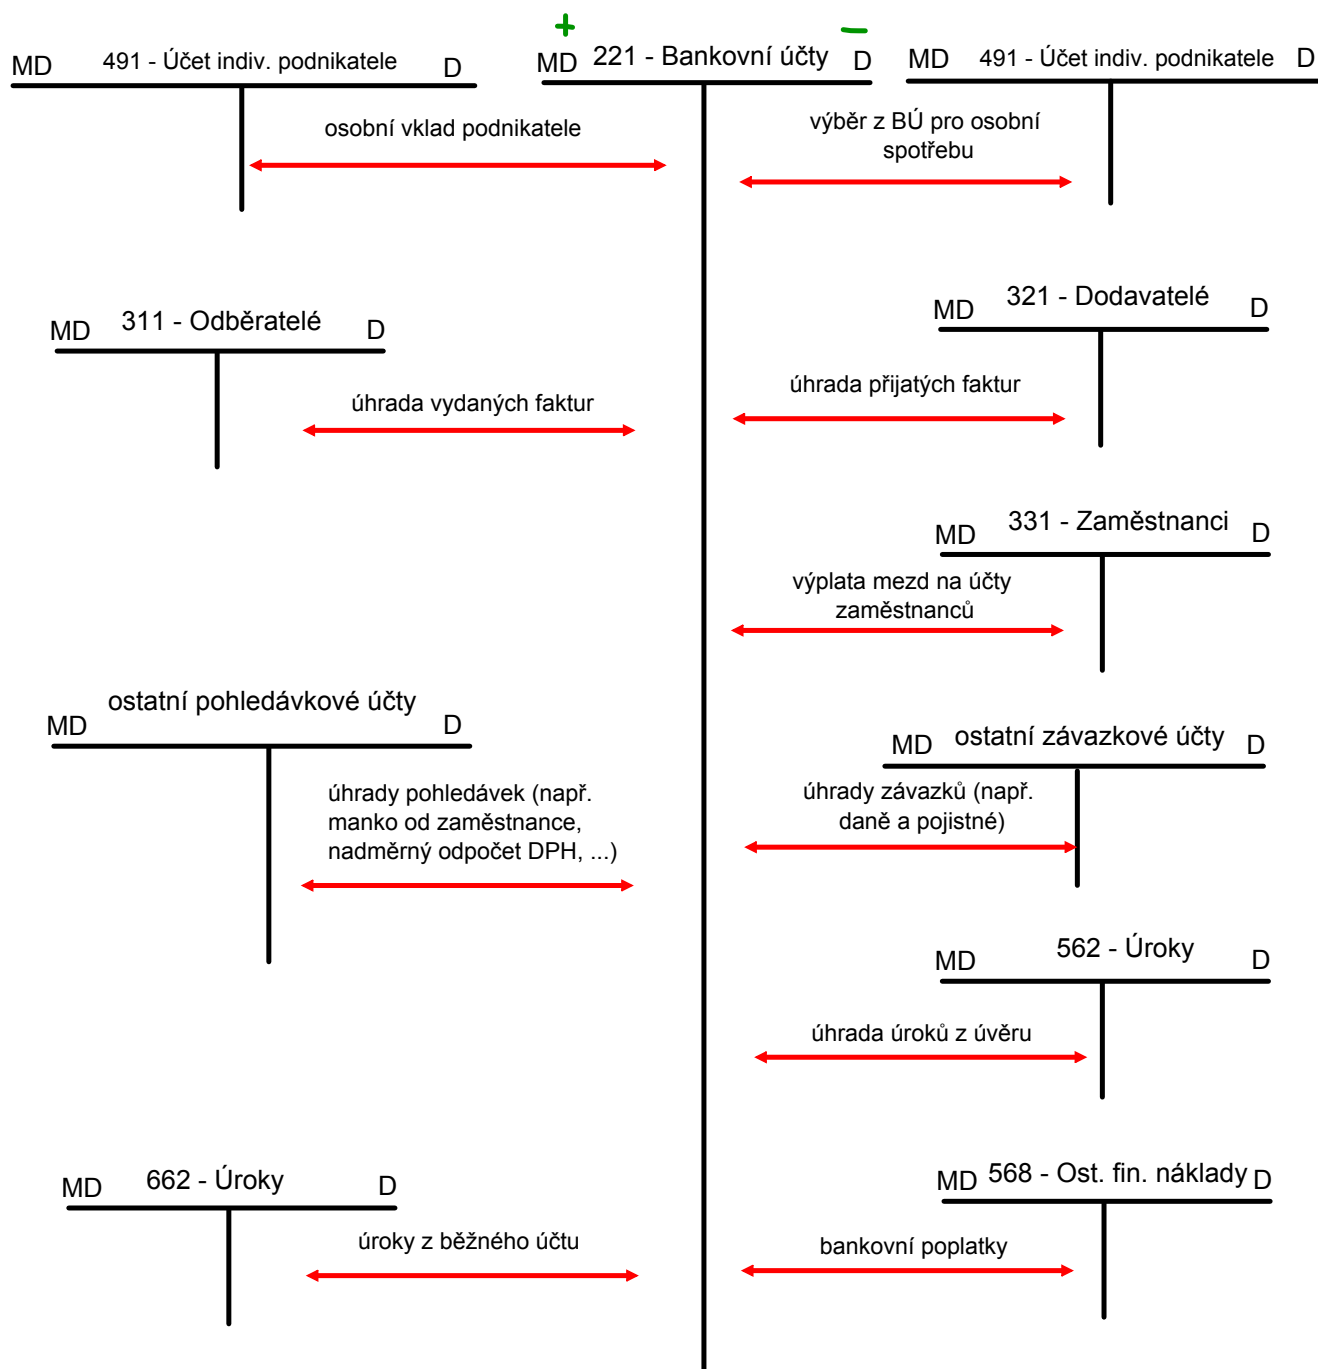 + –
MD 491 - Účet indiv. podnikatele D
MD 221 - Bankovní účty D
MD 491 - Účet indiv. podnikatele D
osobní vklad podnikatele
výběr z BÚ pro osobní
spotřebu
MD 311 - Odběratelé D
MD 321 - Dodavatelé D
úhrada vydaných faktur
úhrada přijatých faktur
MD 331 - Zaměstnanci D
výplata mezd na účty
zaměstnanců
MD ostatní pohledávkové účty D
MD ostatní závazkové účty D
úhrady pohledávek (např.
manko od zaměstnance,
nadměrný odpočet DPH, ...)
úhrady závazků (např.
daně a pojistné)
MD 562 - Úroky D
úhrada úroků z úvěru
MD 662 - Úroky D
MD 568 - Ost. fin. náklady D
úroky z běžného účtu
bankovní poplatky